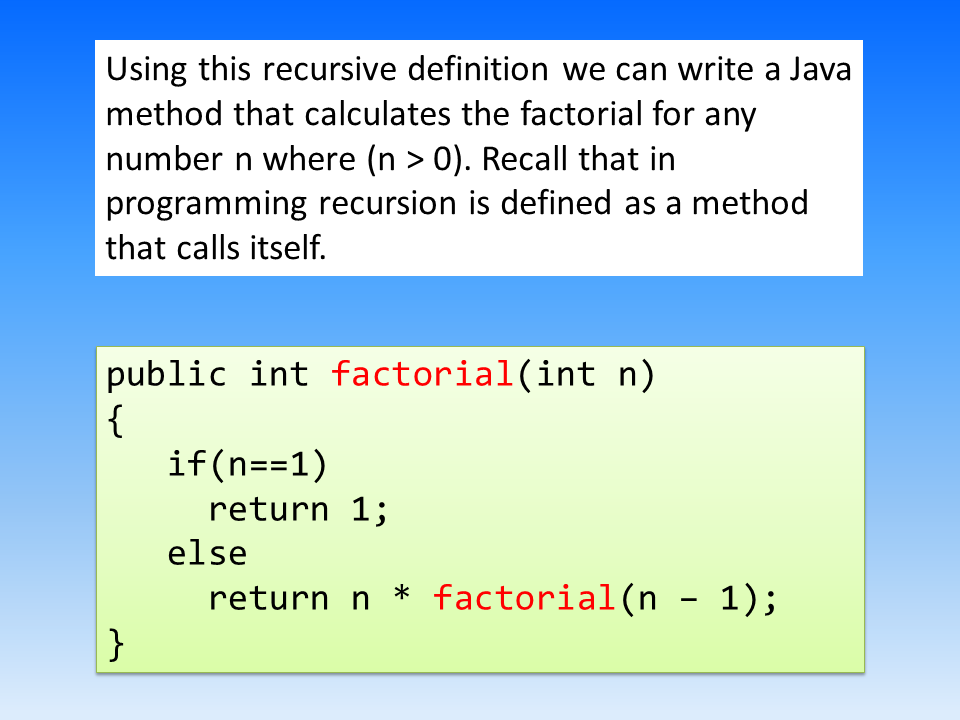 Using this recursive definition we can write a Java
method that calculates the factorial for any
number n where (n > 0). Recall that in
programming recursion is defined as a method
that calls itself.
public int factorial(int n)
{
   if(n==1)
     return 1;
   else
     return n * factorial(n – 1);
}